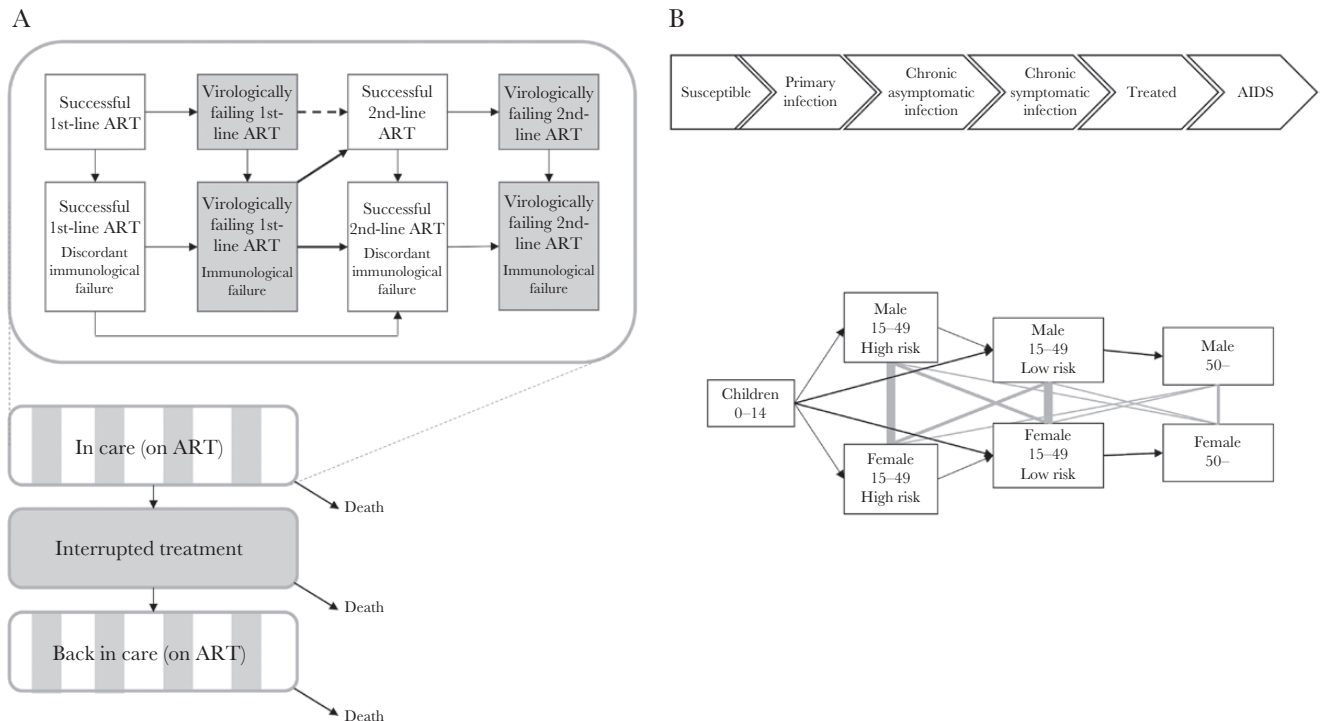 A
Successful
1st-line ART
Virologically
failing 1st-
line ART
Successful
2nd-line
ART
Virologically
failing 2nd-
line ART
Successful
1st-line ART
Discordant
immunological
failure
Virologically
failing 1st-
line ART
Immunological
failure
Successful
2nd-line ART
Discordant
immunological
failure
Virologically
failing 2nd-
line ART
Immunological
failure
In care (on ART)
Death
Interrupted treatment
Death
Back in care (on ART)
Death
B
Susceptible
Primary
infection
Chronic
asymptomatic
infection
Chronic
symptomatic
infection
Treated
AIDS
Children
0–14
Male
15–49
High risk
Female
15–49
High risk
Male
15–49
Low risk
Female
15–49
Low risk
Male
50–
Female
50–